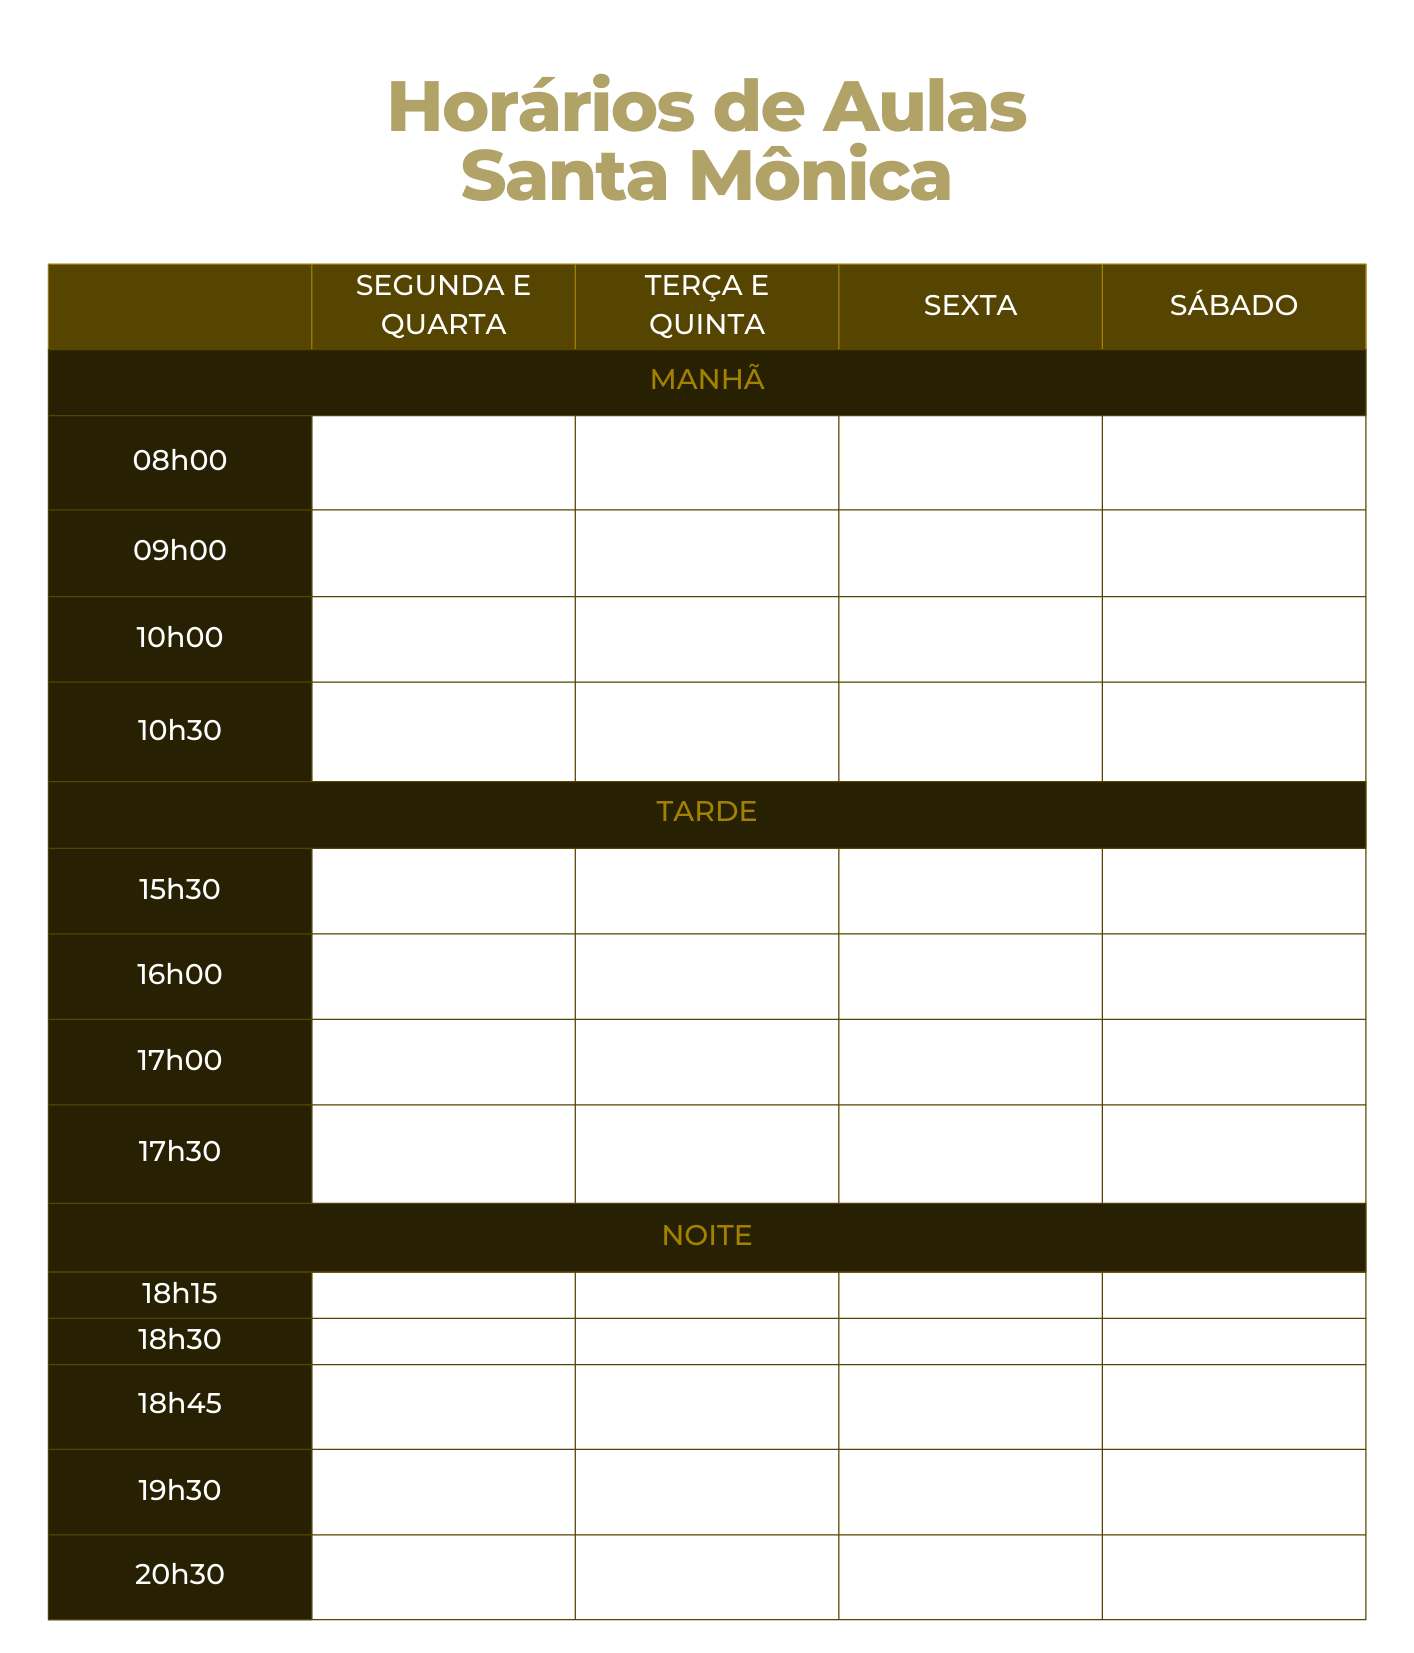 Horários de Aulas
Santa Mônica
SEGUNDA E
QUARTA
TERÇA E
QUINTA
SEXTA
SÁBADO
MANHÃ
08h00
09h00
10h00
10h30
TARDE
15h30
16h00
17h00
17h30
NOITE
18h15
18h30
18h45
19h30
20h30